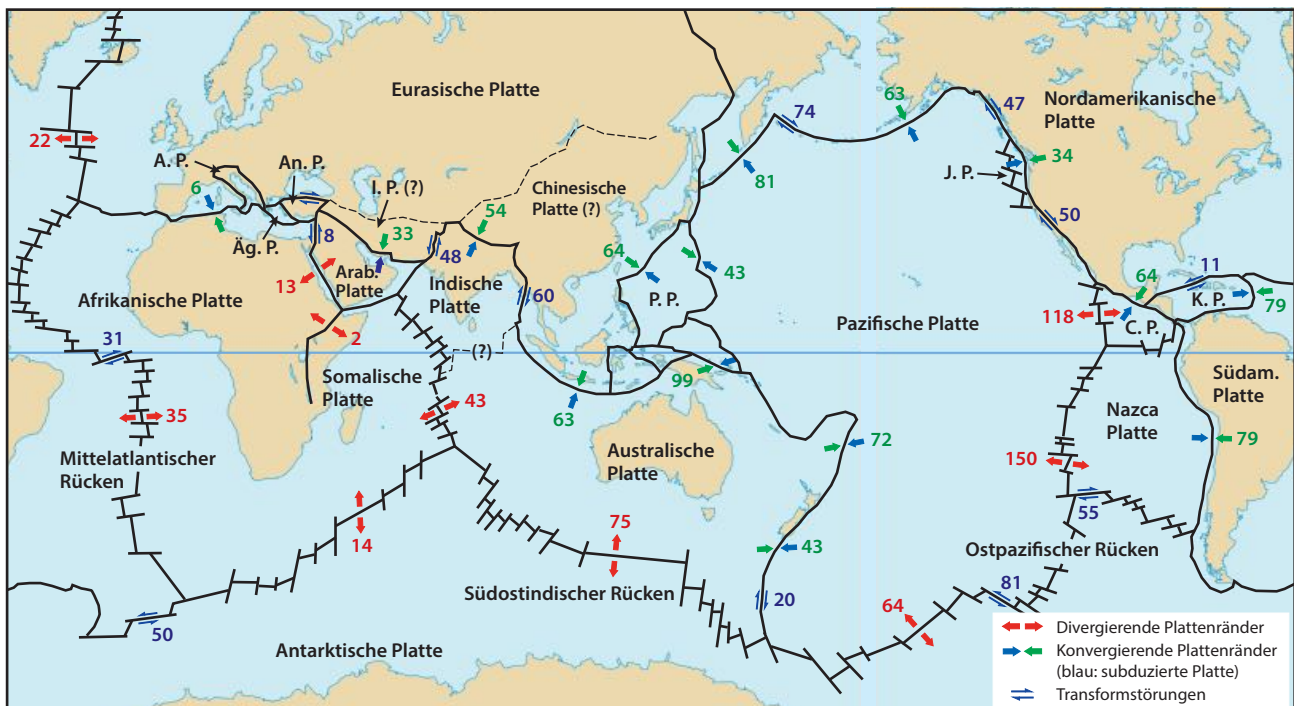 Eurasische Platte
Nordamerikanische
Platte
63
74
47
22
A. P.
An. P.
I. P. (?)
Chinesische
Platte (?)
81
J. P.
34
6
54
50
Äg. P.
8
33
48
64
43
64
11
Arab.
Platte
Indische
Platte
13
60
P. P.
K. P.
79
Afrikanische Platte
118
C. P.
Pazifische Platte
31
2
(?)
Somalische
Platte
99
Südam.
Platte
35
43
63
Nazca
Platte
72
79
Mittelatlantischer
Rücken
Australische
Platte
150
14
75
43
55
Ostpazifischer Rücken
Südostindischer Rücken
20
64
81
50
Antarktische Platte
Divergierende Plattenränder
Konvergierende Plattenränder
(blau: subduzierte Platte)
Transformstörungen